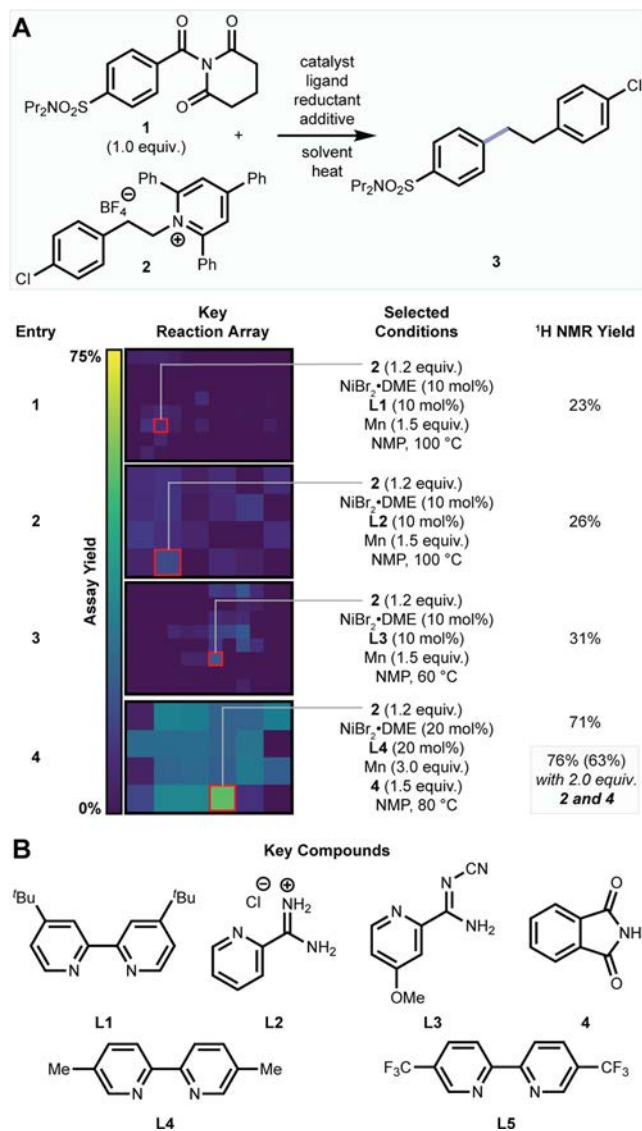 A
O
O
N
O
Pr₂NO₂S
1
(1.0 equiv.)
+
catalyst
ligand
reductant
additive
solvent
heat
Cl
Pr₂NO₂S
3
Ph
Ph
BF₄
⊖
N
⊕
Ph
Cl
2
Entry
Key
Reaction Array
Selected
Conditions
¹H NMR Yield
75%
Assay Yield
0%
1
2 (1.2 equiv.)
NiBr₂•DME (10 mol%)
L1 (10 mol%)
Mn (1.5 equiv.)
NMP, 100 °C
23%
2
2 (1.2 equiv.)
NiBr₂•DME (10 mol%)
L2 (10 mol%)
Mn (1.5 equiv.)
NMP, 100 °C
26%
3
2 (1.2 equiv.)
NiBr₂•DME (10 mol%)
L3 (10 mol%)
Mn (1.5 equiv.)
NMP, 60 °C
31%
4
2 (1.2 equiv.)
NiBr₂•DME (20 mol%)
L4 (20 mol%)
Mn (3.0 equiv.)
4 (1.5 equiv.)
NMP, 80 °C
71%
76% (63%)
with 2.0 equiv.
2 and 4
B
Key Compounds
ᵗBu
ᵗBu
N
N
L1
Cl
⊖
⊕
NH₂
N
NH₂
L2
N
CN
N
NH₂
OMe
L3
O
NH
O
4
Me
N
N
Me
L4
F₃C
N
N
CF₃
L5